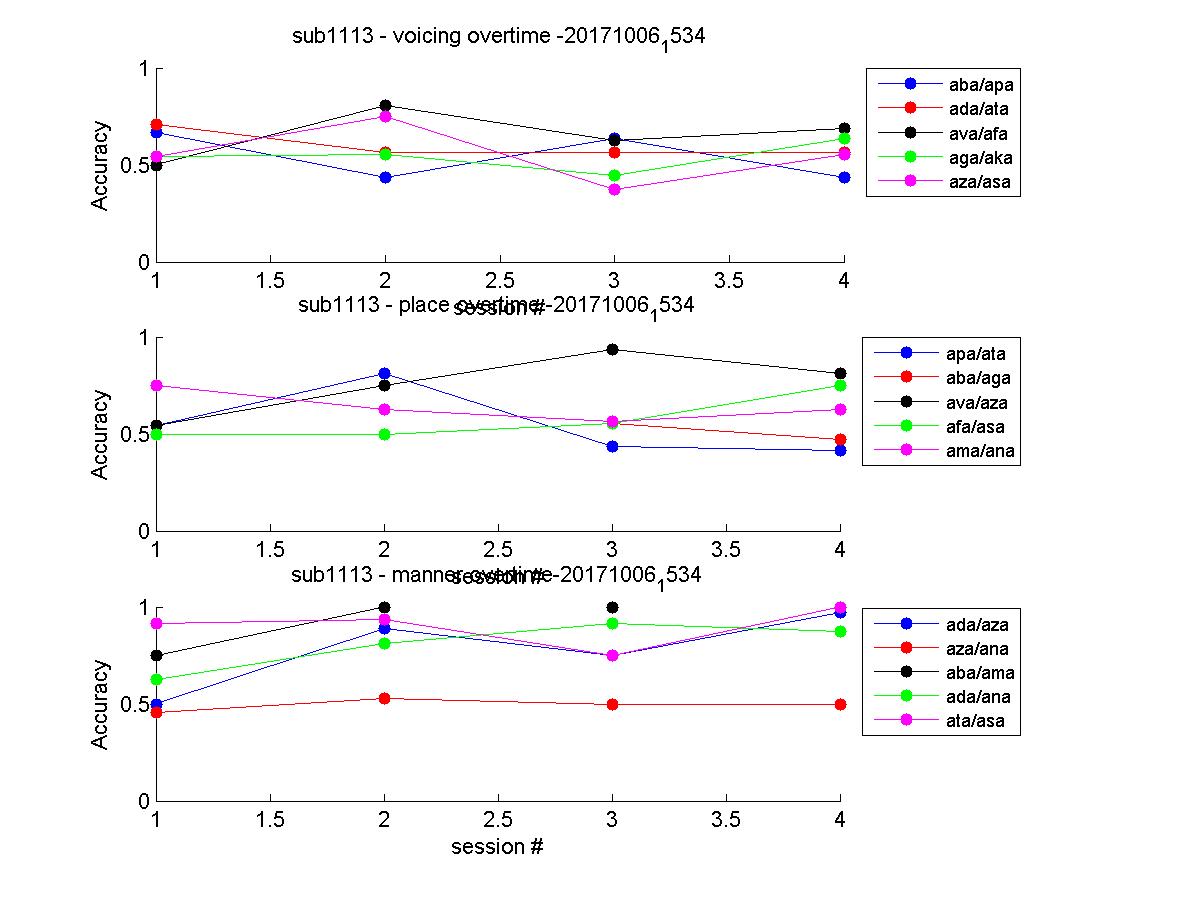 sub1113 - voicing overtime -20171006_1534
1
0.5
0
Accuracy
1 1.5 2 2.5 3 3.5 4
session #
aba/apa
ada/ata
ava/afa
aga/aka
aza/asa
sub1113 - place overtime -20171006_1534
1
0.5
0
Accuracy
1 1.5 2 2.5 3 3.5 4
session #
apa/ata
aba/aga
ava/aza
afa/asa
ama/ana
sub1113 - manner overtime -20171006_1534
1
0.5
0
Accuracy
1 1.5 2 2.5 3 3.5 4
session #
ada/aza
aza/ana
aba/ama
ada/ana
ata/asa